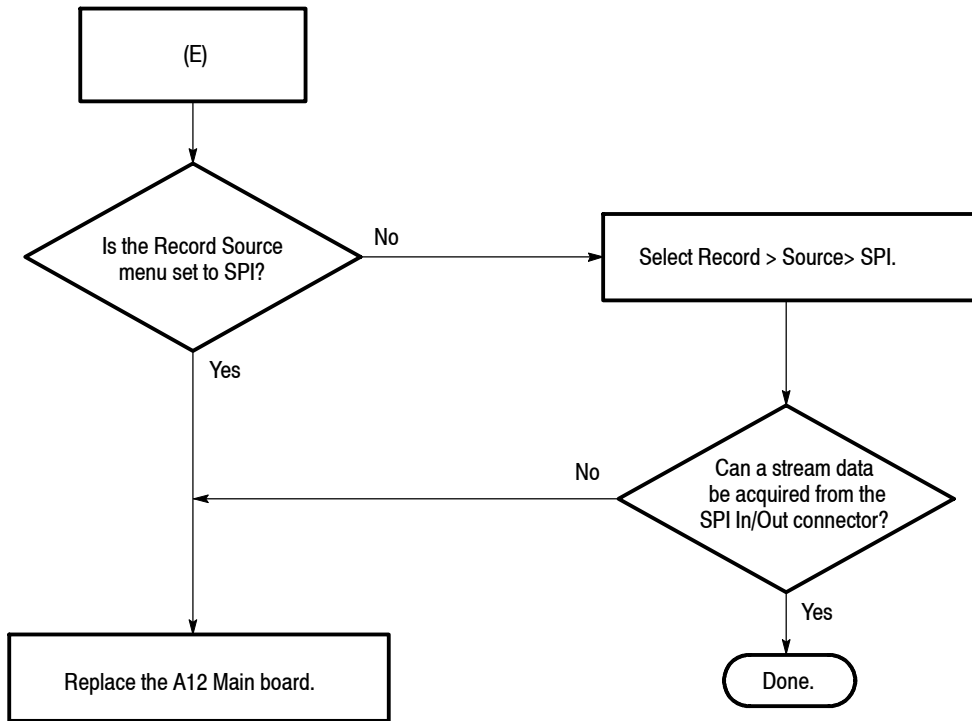 (E)
Is the Record Source
menu set to SPI?
No
Select Record > Source> SPI.
Yes
No
Can a stream data
be acquired from the
SPI In/Out connector?
Yes
Replace the A12 Main board.
Done.